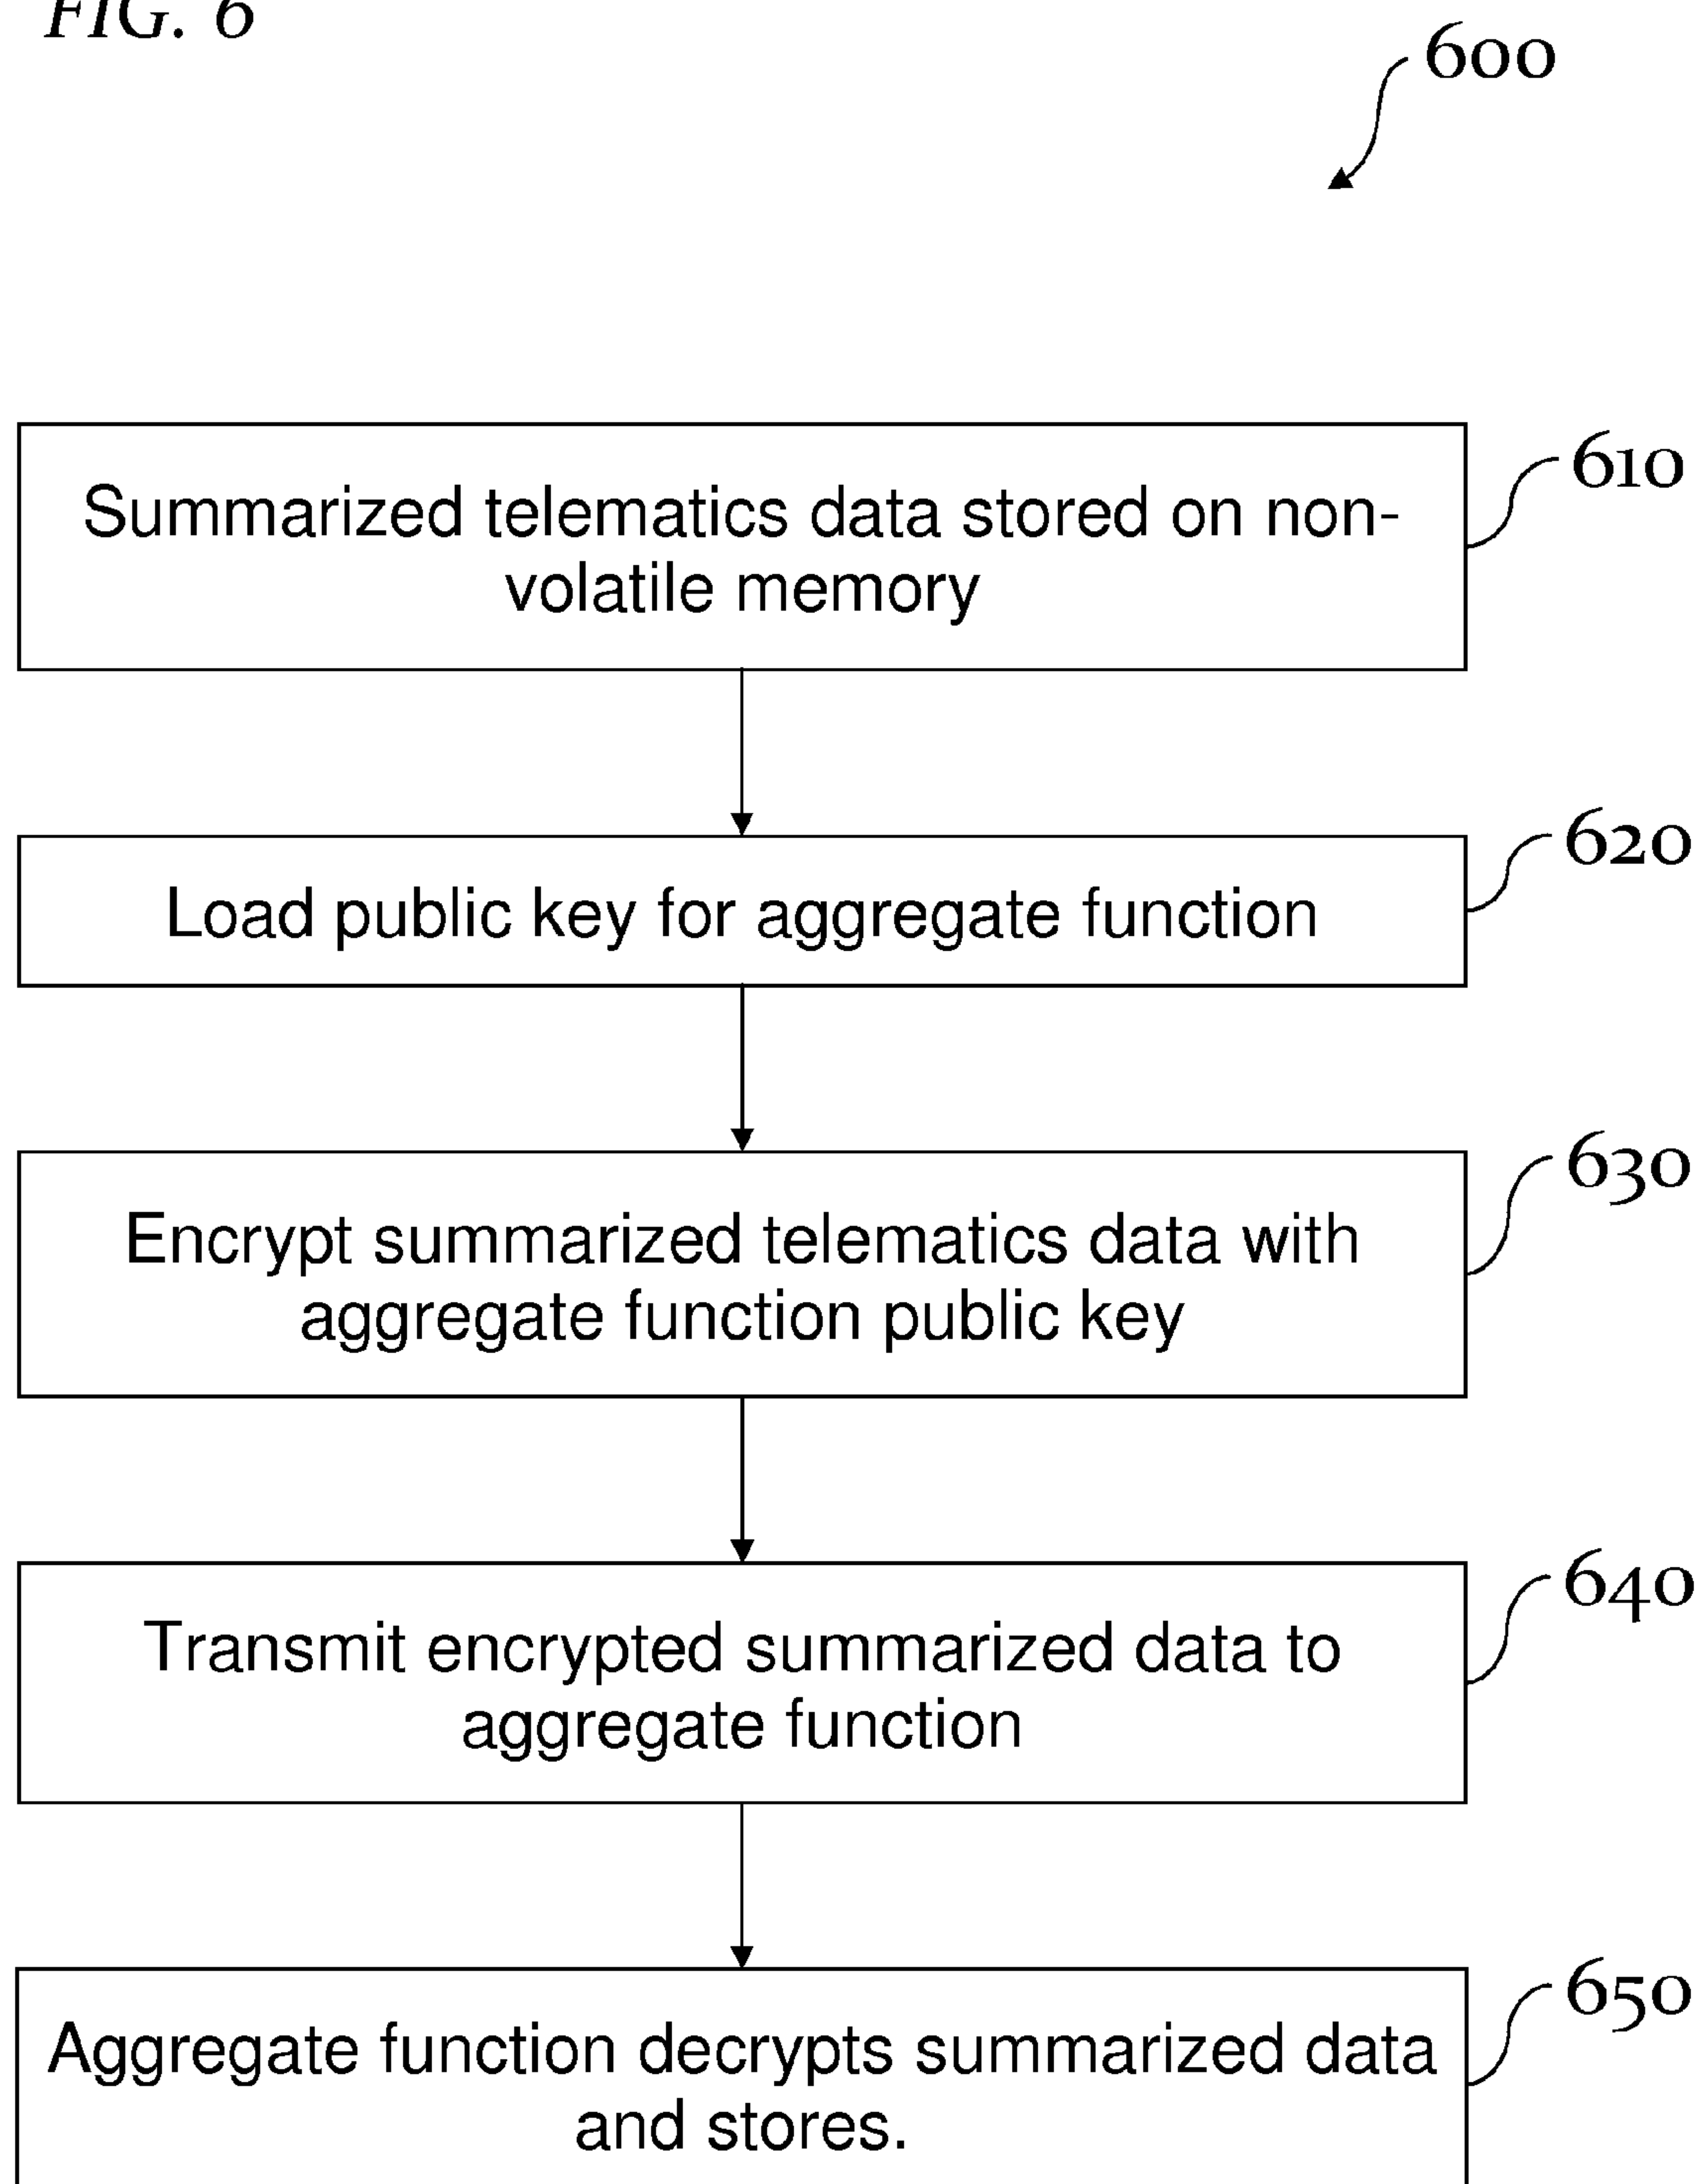 FIG. 6
600
Summarized telematics data stored on non-
volatile memory
610
Load public key for aggregate function
620
Encrypt summarized telematics data with
aggregate function public key
630
Transmit encrypted summarized data to
aggregate function
640
Aggregate function decrypts summarized data
and stores.
650